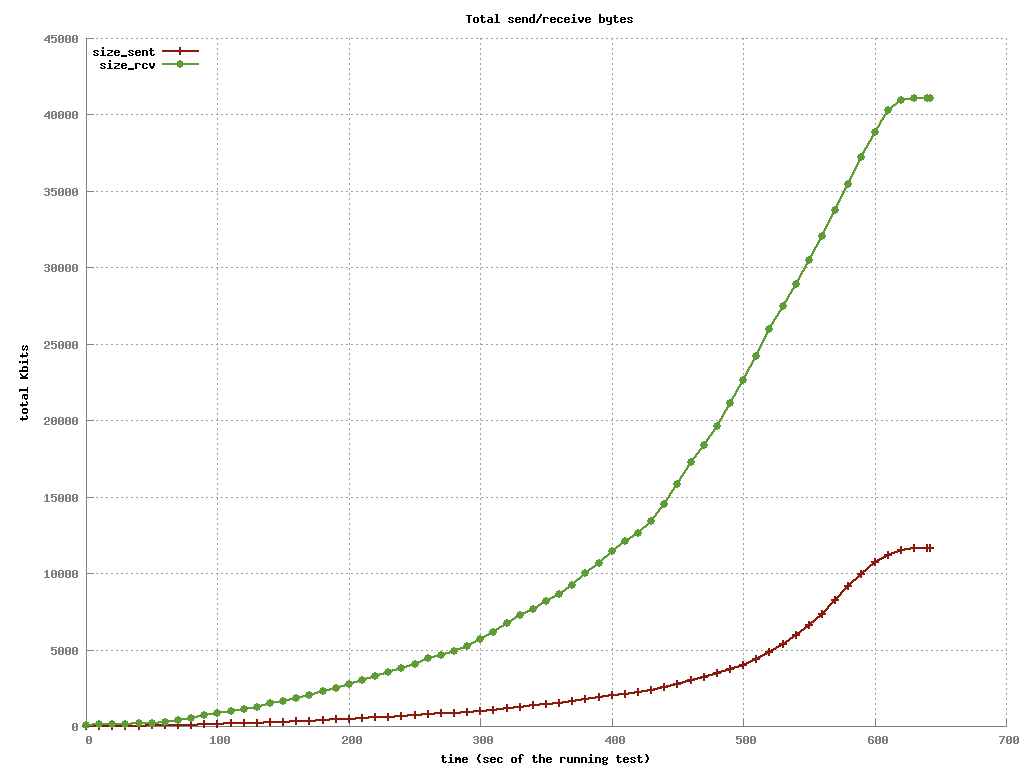 Total send/receive bytes
45000
size_sent
size_rcv
40000
35000
30000
25000
total Kbits
20000
15000
10000
5000
0
0 100 200 300 400 500 600 700
time (sec of the running test)